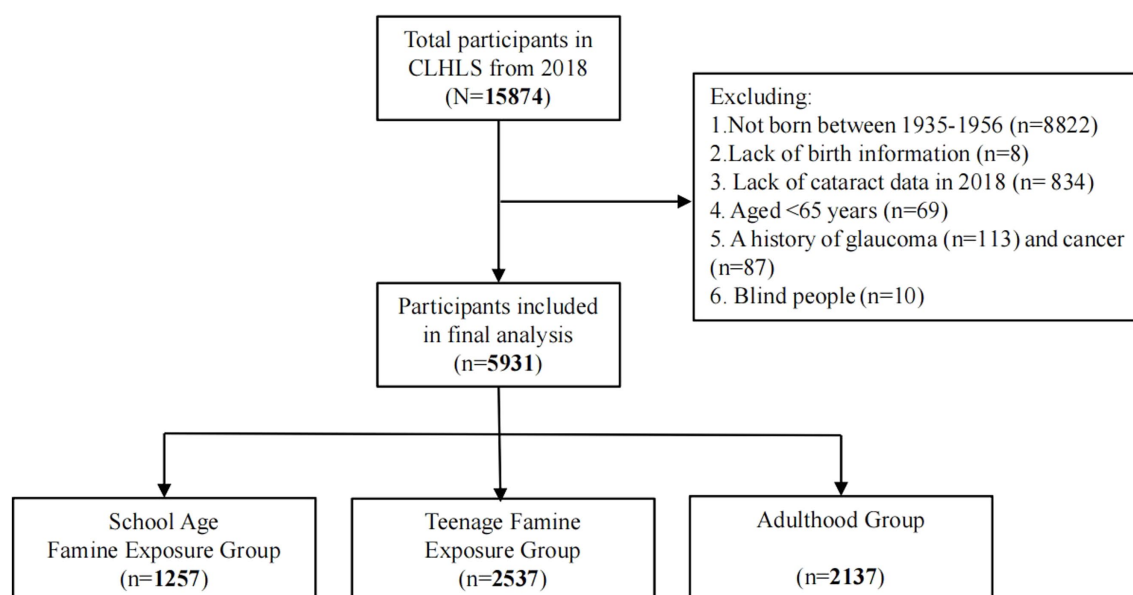 Total participants in
CLHLS from 2018
(N=15874)
Excluding:
1.Not born between 1935-1956 (n=8822)
2.Lack of birth information (n=8)
3. Lack of cataract data in 2018 (n= 834)
4. Aged <65 years (n=69)
5. A history of glaucoma (n=113) and cancer
(n=87)
6. Blind people (n=10)
Participants included
in final analysis
(n=5931)
School Age
Famine Exposure Group
(n=1257)
Teenage Famine
Exposure Group
(n=2537)
Adulthood Group
(n=2137)